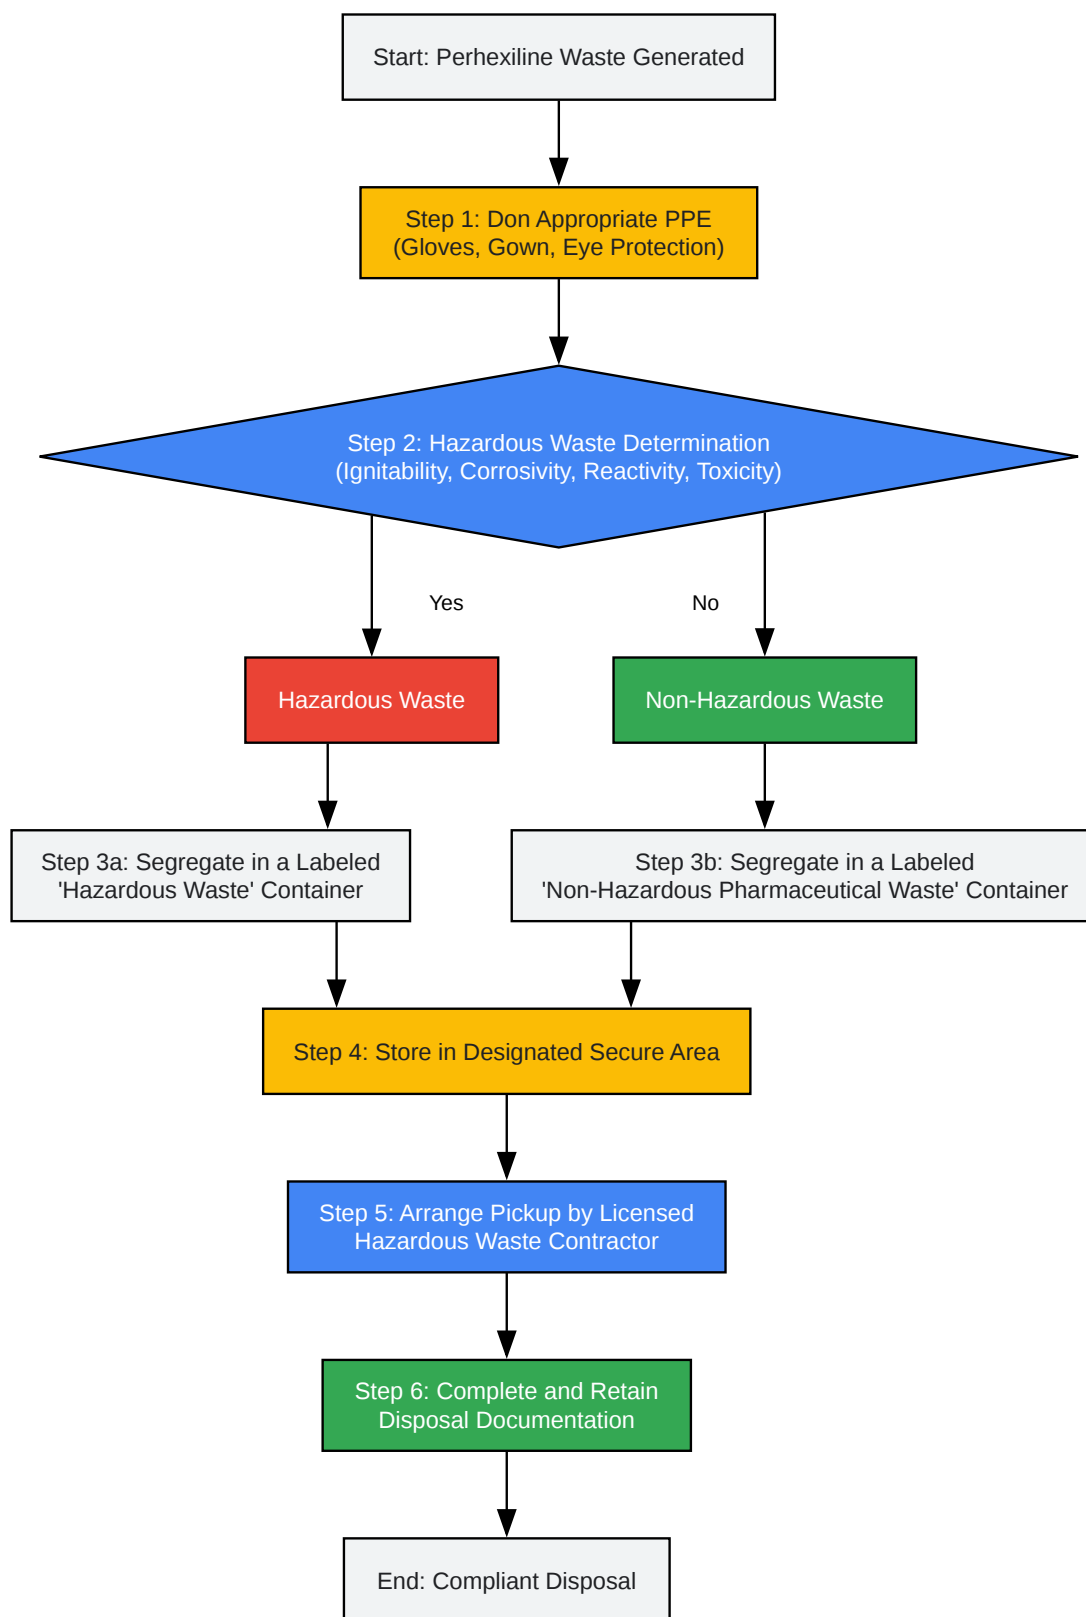 Start: Perhexiline Waste Generated
Step 1: Don Appropriate PPE
(Gloves, Gown, Eye Protection)
Step 2: Hazardous Waste Determination
(Ignitability, Corrosivity, Reactivity, Toxicity)
Yes
No
Hazardous Waste
Non-Hazardous Waste
Step 3a: Segregate in a Labeled
'Hazardous Waste' Container
Step 3b: Segregate in a Labeled
'Non-Hazardous Pharmaceutical Waste' Container
Step 4: Store in Designated Secure Area
Step 5: Arrange Pickup by Licensed
Hazardous Waste Contractor
Step 6: Complete and Retain
Disposal Documentation
End: Compliant Disposal